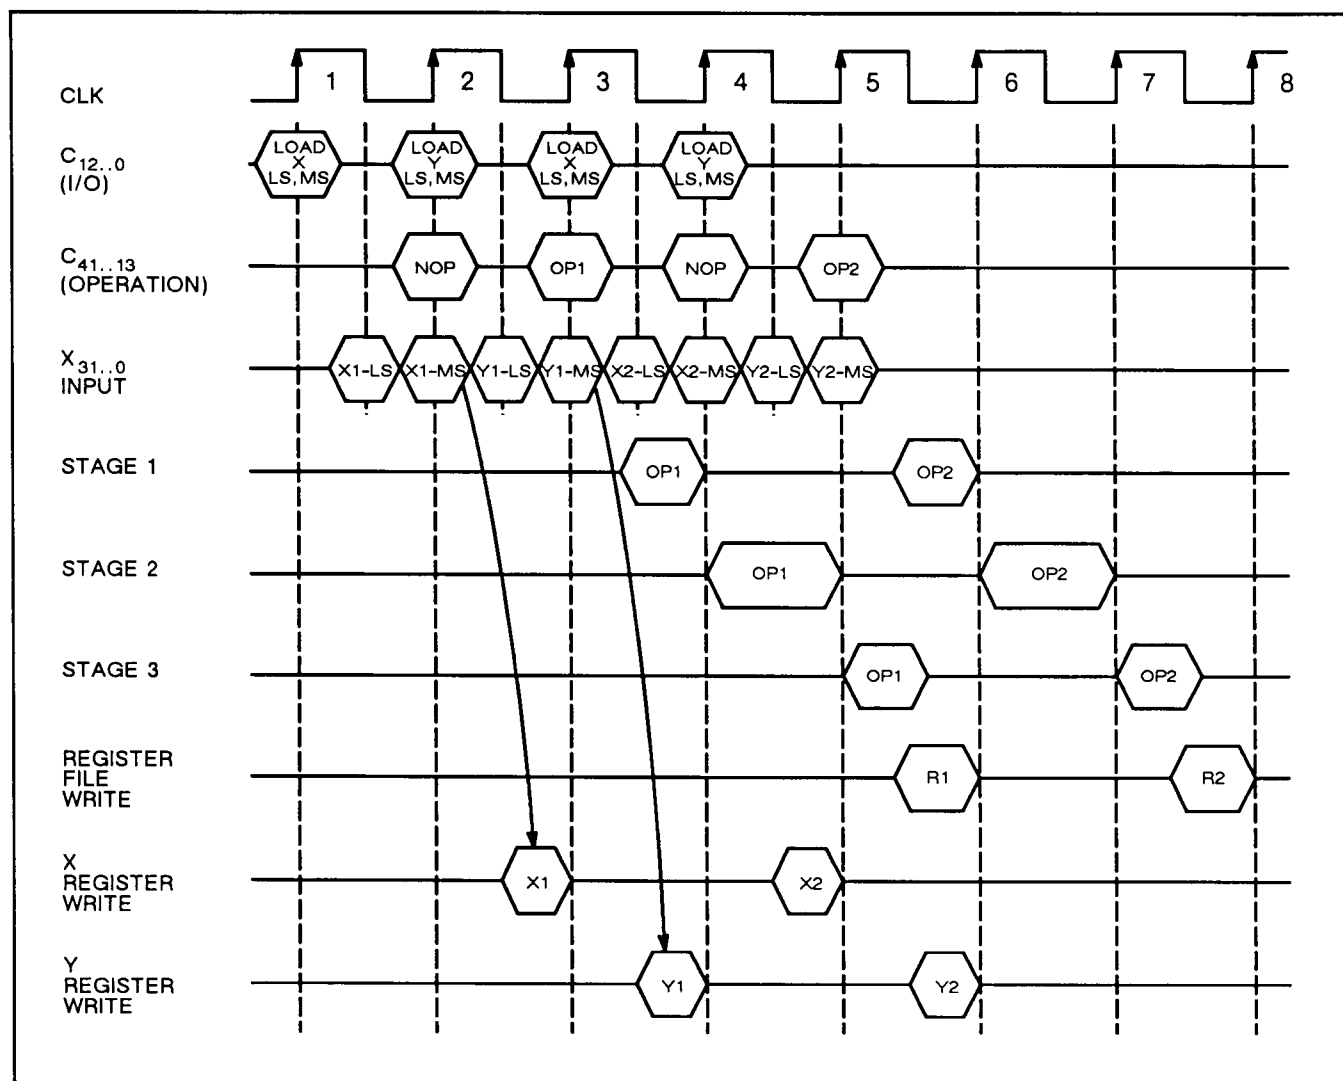 1 2 3 4 5 6 7 8
CLK
C12..0
(I/O)
LOAD
X
LS,MS
LOAD
Y
LS,MS
LOAD
X
LS,MS
LOAD
Y
LS,MS
C41..13
(OPERATION)
NOP OP1 NOP OP2
X31..0
INPUT
X1-LS X1-MS Y1-LS Y1-MS X2-LS X2-MS Y2-LS Y2-MS
STAGE 1
OP1 OP2
STAGE 2
OP1 OP2
STAGE 3
OP1 OP2
REGISTER
FILE
WRITE
R1 R2
X
REGISTER
WRITE
X1 X2
Y
REGISTER
WRITE
Y1 Y2